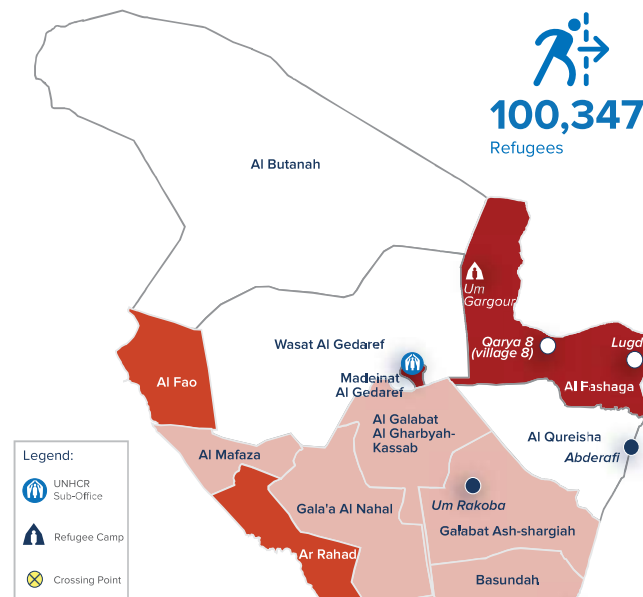 100,347
Refugees
Al Butanah
Um
Gargour
Wasat Al Gedaref
Qarya 8
(village 8)
Lugd
Al Fao
Madeinat
Al Gedaref
Al Fashaga
Al Galabat
Al Gharbyah-
Kassab
Al Qureisha
Abderafi
Al Mafaza
Legend:
UNHCR
Sub-Office
Refugee Camp
Crossing Point
Gala'a Al Nahal
Um Rakoba
Galabat Ash-shargiah
Ar Rahad
Basundah